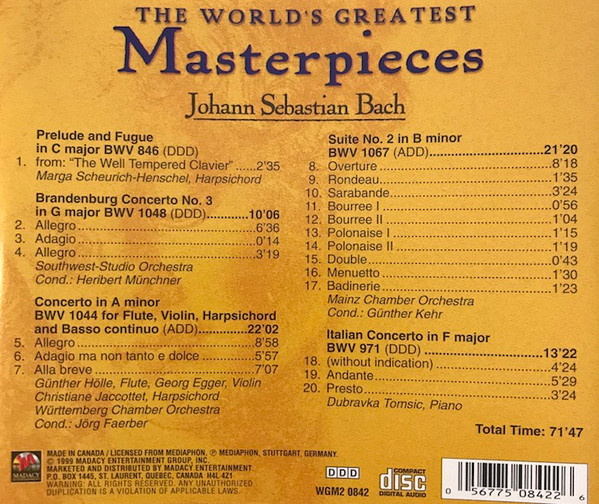 THE WORLD'S GREATEST
Masterpieces
Johann Sebastian Bach
Prelude and Fugue
in C major BWV 846 (DDD)
1. from: "The Well Tempered Clavier" ......2'35
Marga Scheurich-Henschel, Harpsichord
Brandenburg Concerto No. 3
in G major BWV 1048 (DDD)..........10'06
2. Allegro........................................6'36
3. Adagio........................................0'14
4. Allegro........................................3'19
Southwest-Studio Orchestra
Cond.: Heribert Münchner
Concerto in A minor
BWV 1044 for Flute, Violin, Harpsichord
and Basso continuo (ADD)............22'02
5. Allegro........................................8'58
6. Adagio ma non tanto e dolce......5'57
7. Alla breve....................................7'07
Günther Hölle, Flute, Georg Egger, Violin
Christiane Jaccottet, Harpsichord
Württemberg Chamber Orchestra
Cond.: Jörg Faerber
Suite No. 2 in B minor
BWV 1067 (ADD)..........................21'20
8. Overture......................................8'18
9. Rondeau......................................1'35
10. Sarabande..................................3'24
11. Bourree I.....................................0'56
12. Bourree II....................................1'04
13. Polonaise I..................................1'15
14. Polonaise II.................................1'19
15. Double........................................0'43
16. Menuetto.....................................1'30
17. Badinerie....................................1'23
Mainz Chamber Orchestra
Cond.: Günther Kehr
Italian Concerto in F major
BWV 971 (DDD)............................13'22
18. (without indication).....................4'24
19. Andante.......................................5'29
20. Presto..........................................3'24
Dubravka Tomsic, Piano
Total Time: 71'47
MADACY
MADE IN CANADA / LICENSED FROM MEDIAPHON, ℗ MEDIAPHON, STUTTGART, GERMANY.
© 1999 MADACY ENTERTAINMENT GROUP, INC.
MARKETED AND DISTRIBUTED BY MADACY ENTERTAINMENT.
P.O. BOX 1445, ST. LAURENT, QUEBEC, CANADA H4L 4Z1.
WARNING: ALL RIGHTS RESERVED. ANY UNAUTHORIZED
DUPLICATION IS A VIOLATION OF APPLICABLE LAWS.
DDD
WGM2 0842
COMPACT
disc
DIGITAL AUDIO
0 56775 08422 6